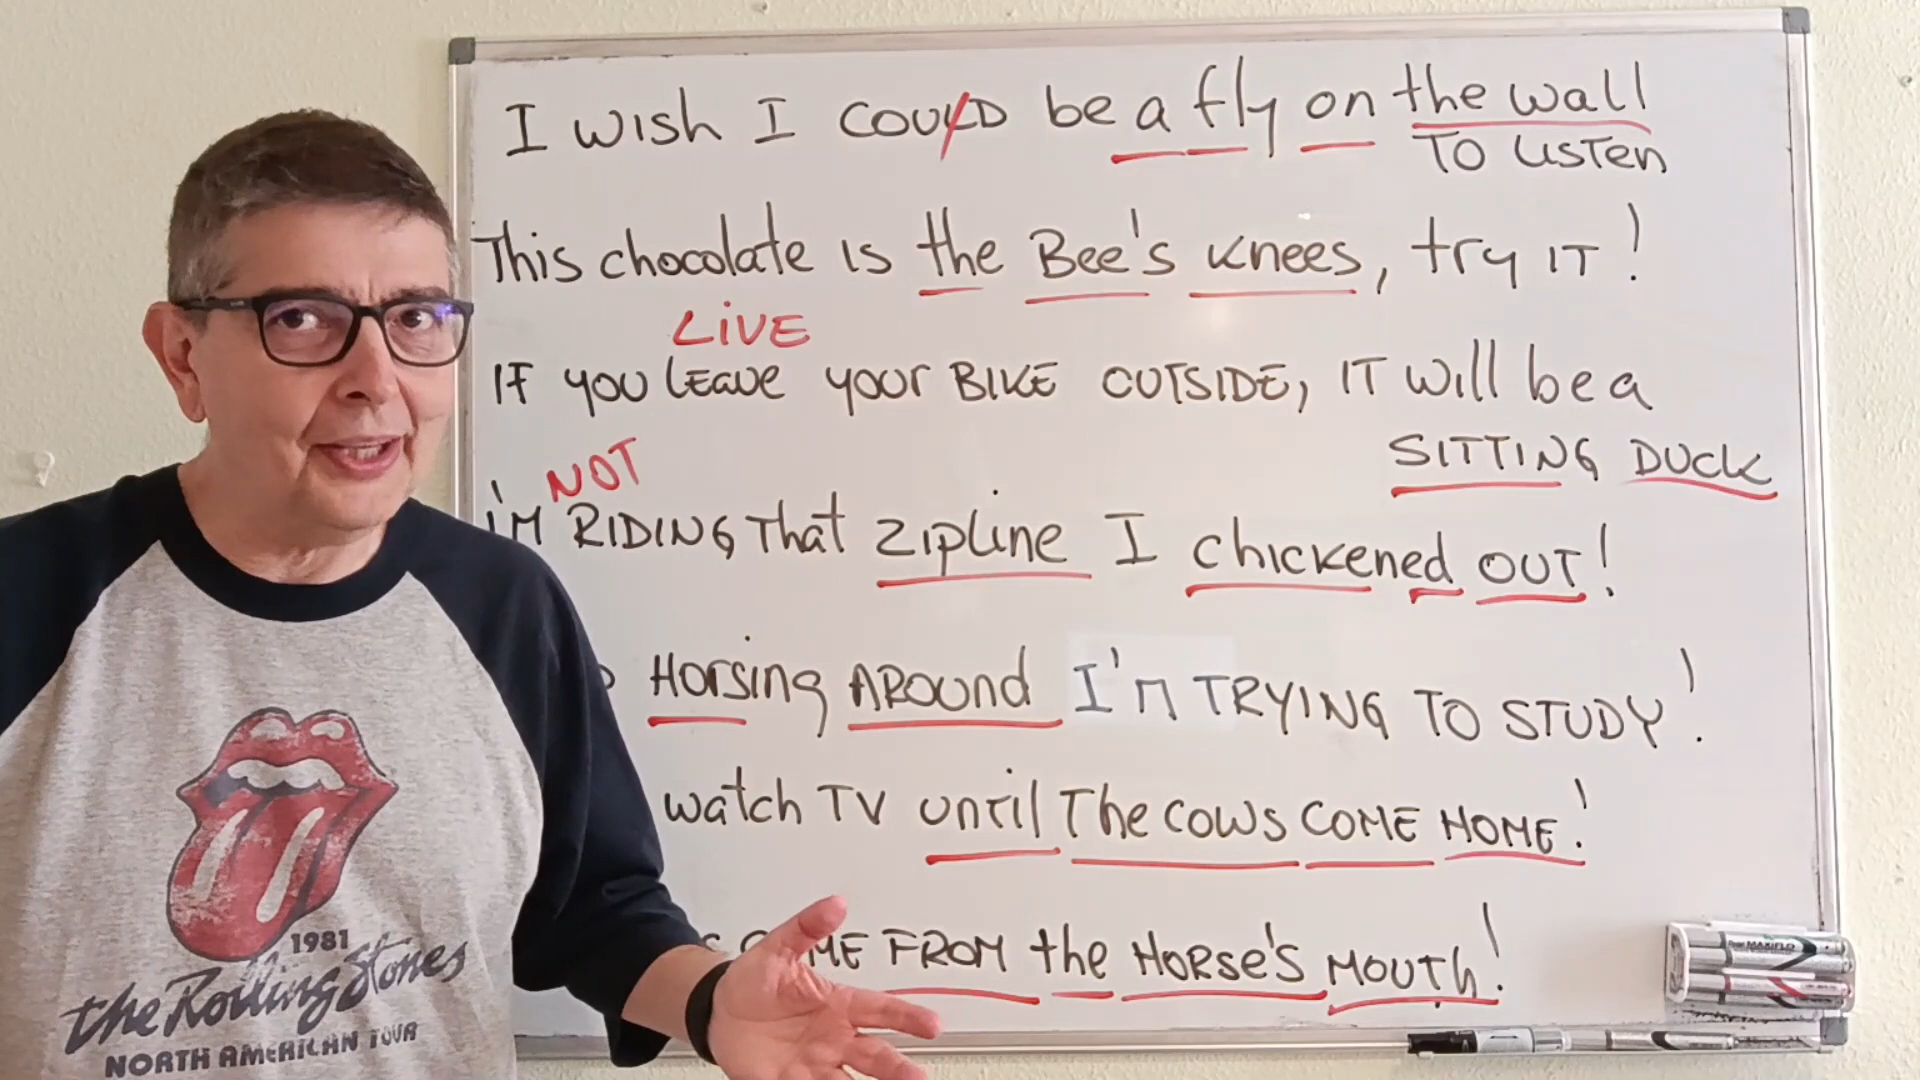 I WISH I COULD be a fly on the wall
TO LISTEN
This chocolate is the Bee's knees, try IT!
LIVE
IF you Leave your BIKE OUTSIDE, IT will be a
SITTING DUCK
NOT
I'M RIDING That zipline I chickened OUT!
Horsing AROUND I'M TRYING TO STUDY!
watch TV until The cows COME HOME!
FROM the HORSE'S MOUTh!
1981
the Rolling Stones
NORTH AMERICAN TOUR
MAXIFLO